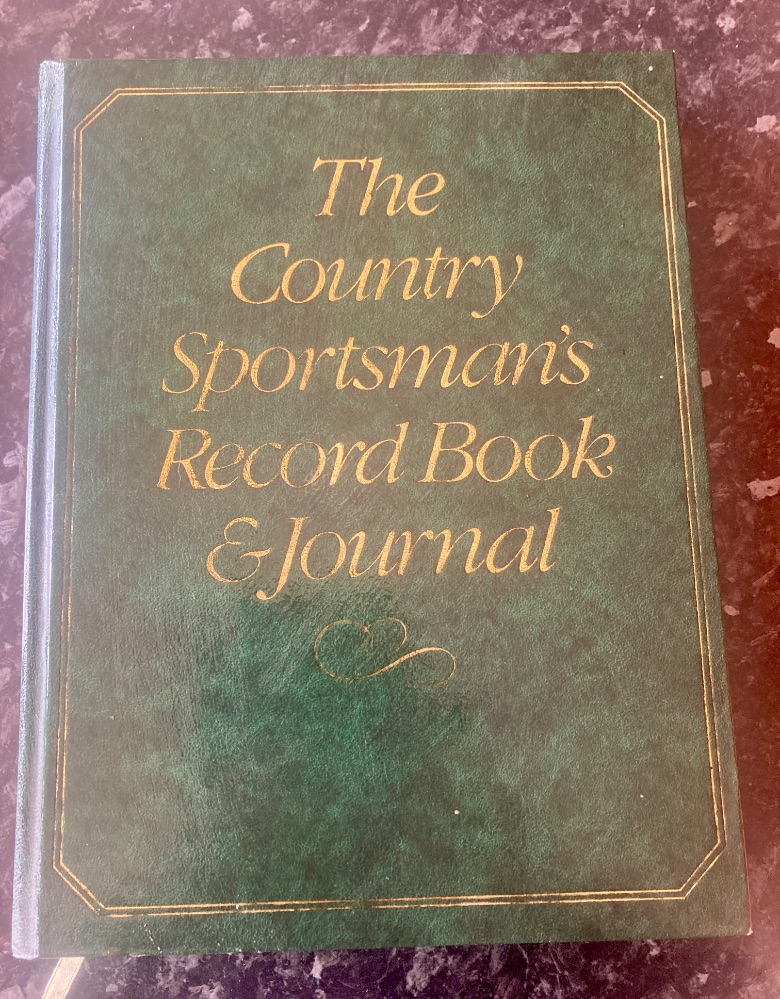 The
Country
Sportsman's
Record Book
& Journal